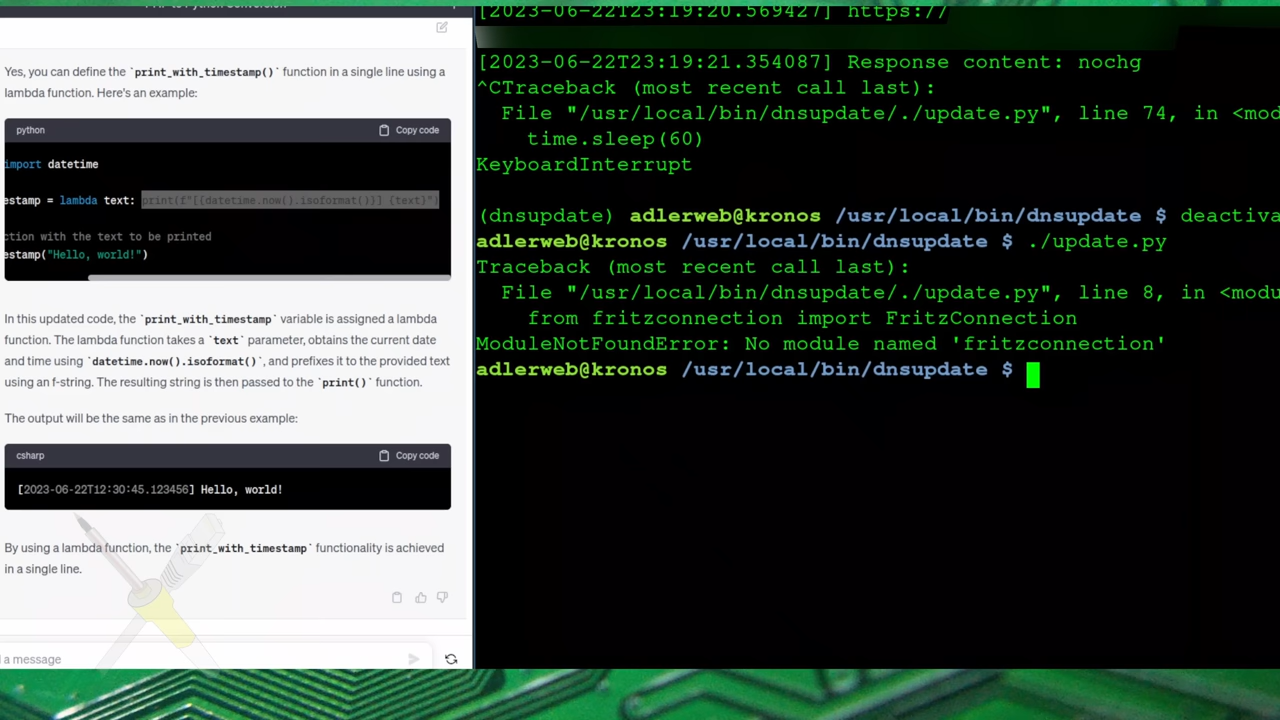 Yes, you can define the `print_with_timestamp()` function in a single line using a
lambda function. Here's an example:
python
Copy code
import datetime
estamp = lambda text: print(f"[{datetime.now().isoformat()}] {text}")
ction with the text to be printed
estamp("Hello, world!")
In this updated code, the `print_with_timestamp` variable is assigned a lambda
function. The lambda function takes a `text` parameter, obtains the current date
and time using `datetime.now().isoformat()`, and prefixes it to the provided text
using an f-string. The resulting string is then passed to the `print()` function.
The output will be the same as in the previous example:
csharp
Copy code
[2023-06-22T12:30:45.123456] Hello, world!
By using a lambda function, the `print_with_timestamp` functionality is achieved
in a single line.
a message
[2023-06-22T23:19:20.569427] https://
[2023-06-22T23:19:21.354087] Response content: nochg
^CTraceback (most recent call last):
File "/usr/local/bin/dnsupdate/./update.py", line 74, in <mod
time.sleep(60)
KeyboardInterrupt
(dnsupdate) adlerweb@kronos /usr/local/bin/dnsupdate $ deactiva
adlerweb@kronos /usr/local/bin/dnsupdate $ ./update.py
Traceback (most recent call last):
File "/usr/local/bin/dnsupdate/./update.py", line 8, in <modu
from fritzconnection import FritzConnection
ModuleNotFoundError: No module named 'fritzconnection'
adlerweb@kronos /usr/local/bin/dnsupdate $